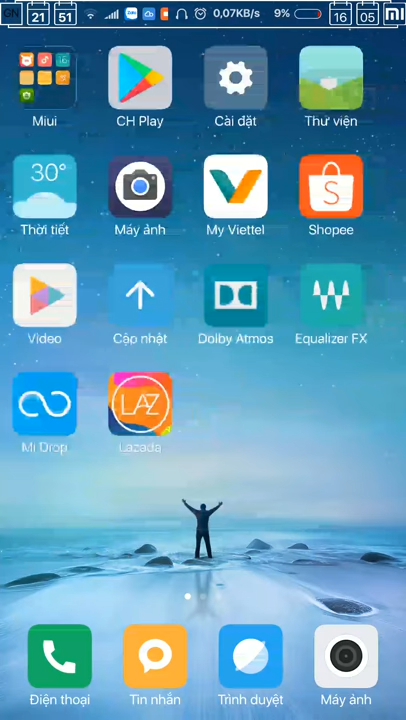 21 51 0,07KB/s 9% 16 05 MI
Miui CH Play Cài đặt Thư viện
30°
Thời tiết Máy ảnh My Viettel Shopee
Video Cập nhật Dolby Atmos Equalizer FX
LAZ
Mi Drop Lazada
Điện thoại Tin nhắn Trình duyệt Máy ảnh